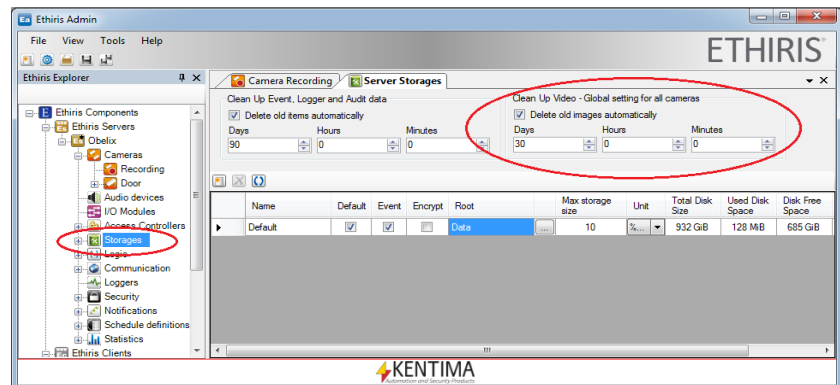 Ethiris Admin
File View Tools Help
ETHIRIS
Ethiris Explorer
Camera Recording
Server Storages
Ethiris Components
Ethiris Servers
Obelix
Cameras
Recording
Door
Audio devices
I/O Modules
Access Controllers
Storages
Logic
Communication
Loggers
Security
Notifications
Schedule definitions
Statistics
Ethiris Clients
Clean Up Event, Logger and Audit data
Delete old items automatically
Days Hours Minutes
90 0 0
Clean Up Video - Global setting for all cameras
Delete old images automatically
Days Hours Minutes
30 0 0
Name Default Event Encrypt Root Max storage size Unit Total Disk Size Used Disk Space Disk Free Space
Default Data ... 10 %... 932 GiB 128 MiB 685 GiB
KENTIMA
Automation and Security Products